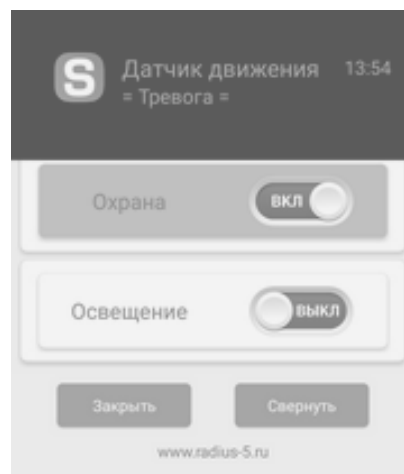 S
Датчик движения 13:54
= Тревога =
Охрана ВКЛ
Освещение ВЫКЛ
Закрыть Свернуть
www.radius-5.ru